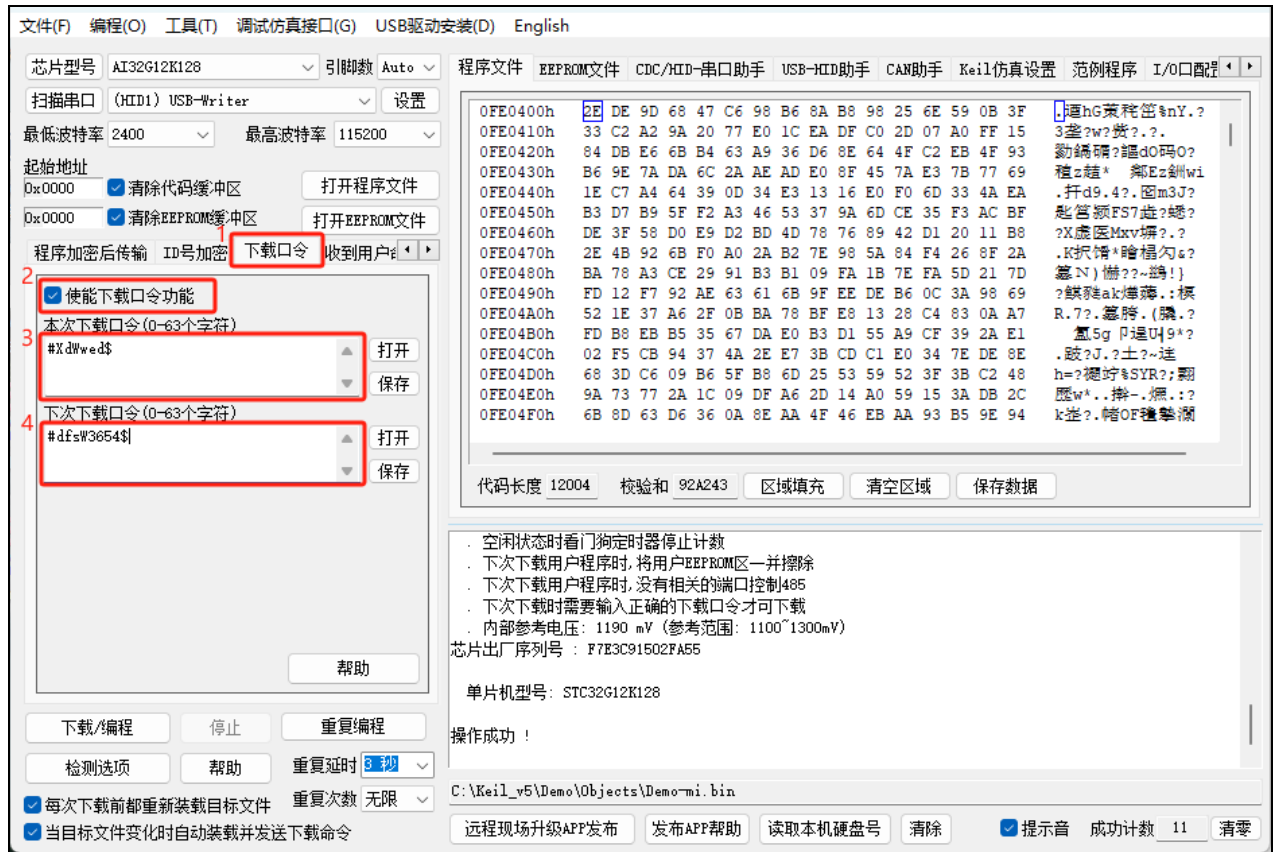 文件(F) 编程(O) 工具(T) 调试仿真接口(G) USB驱动安装(D) English
芯片型号 AI32G12K128 引脚数 Auto
扫描串口 (HID1) USB-Writer 设置
最低波特率 2400 最高波特率 115200
起始地址
0x0000 清除代码缓冲区 打开程序文件
0x0000 清除EEPROM缓冲区 打开EEPROM文件
1
程序加密后传输 ID号加密 下载口令 收到用户
2
使能下载口令功能
3
本次下载口令(0-63个字符)
#XdWwed$ 打开
保存
4
下次下载口令(0-63个字符)
#dfsW3654$ 打开
保存
帮助
下载/编程 停止 重复编程
检测选项 帮助 重复延时 3 秒
每次下载前都重新装载目标文件 重复次数 无限
当目标文件变化时自动装载并发送下载命令
程序文件 EEPROM文件 CDC/HID-串口助手 USB-HID助手 CAN助手 Keil仿真设置 范例程序 I/O口配
0FE0400h 2E DE 9D 68 47 C6 98 B6 8A B8 98 25 6E 59 0B 3F
0FE0410h 33 C2 A2 9A 20 77 E0 1C EA DF C0 2D 07 A0 FF 15
0FE0420h 84 DB E6 6B B4 63 A9 36 D6 8E 64 4F C2 EB 4F 93
0FE0430h B6 9E 7A DA 6C 2A AE AD E0 8F 45 7A E3 7B 77 69
0FE0440h 1E C7 A4 64 39 0D 34 E3 13 16 E0 F0 6D 33 4A EA
0FE0450h B3 D7 B9 5F F2 A3 46 53 37 9A 6D CE 35 F3 AC BF
0FE0460h DE 3F 58 D0 E9 D2 BD 4D 78 76 89 42 D1 20 11 B8
0FE0470h 2E 4B 92 6B F0 A0 2A B2 7E 98 5A 84 F4 26 8F 2A
0FE0480h BA 78 A3 CE 29 91 B3 B1 09 FA 1B 7E FA 5D 21 7D
0FE0490h FD 12 F7 92 AE 63 61 6B 9F EE DE B6 0C 3A 98 69
0FE04A0h 52 1E 37 A6 2F 0B BA 78 BF E8 13 28 C4 83 0A A7
0FE04B0h FD B8 EB B5 35 67 DA E0 B3 D1 55 A9 CF 39 2A E1
0FE04C0h 02 F5 CB 94 37 4A 2E E7 3B CD C1 E0 34 7E DE 8E
0FE04D0h 68 3D C6 09 B6 5F B8 6D 25 53 59 52 3F 3B C2 48
0FE04E0h 9A 73 77 2A 1C 09 DF A6 2D 14 A0 59 15 3A DB 2C
0FE04F0h 6B 8D 63 D6 36 0A 8E AA 4F 46 EB AA 93 B5 9E 94
代码长度 12004 校验和 92A243 区域填充 清空区域 保存数据
. 空闲状态时看门狗定时器停止计数
. 下次下载用户程序时,将用户EEPROM区一并擦除
. 下次下载用户程序时,没有相关的端口控制485
. 下次下载时需要输入正确的下载口令才可下载
. 内部参考电压: 1190 mV (参考范围: 1100~1300mV)
芯片出厂序列号 : F7E3C91502FA55
单片机型号: STC32G12K128
操作成功 !
C:\Keil_v5\Demo\Objects\Demo-mi.bin
远程现场升级APP发布 发布APP帮助 读取本机硬盘号 清除 提示音 成功计数 11 清零